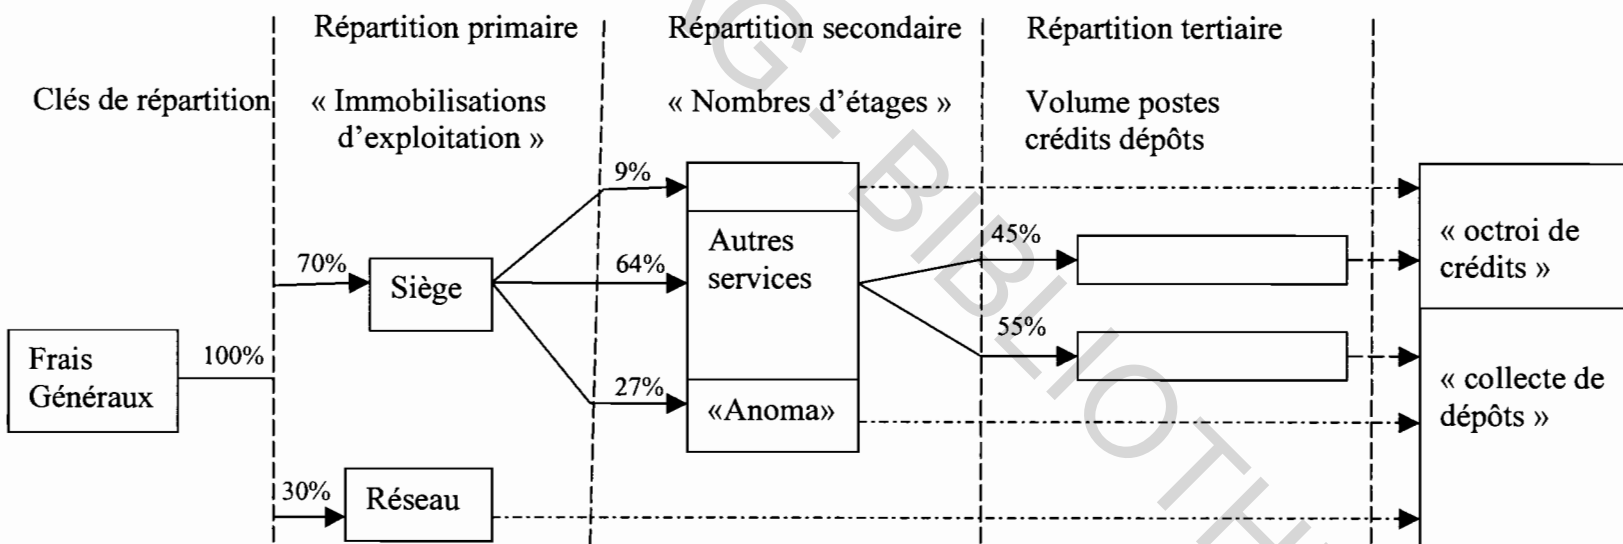 Répartition primaire
Répartition secondaire
Répartition tertiaire
Clés de répartition
« Immobilisations
d'exploitation »
« Nombres d'étages »
Volume postes
crédits dépôts
9%
70%
Siège
64%
Autres
services
45%
« octroi de
crédits »
Frais
Généraux
100%
55%
27%
«Anoma»
« collecte de
dépôts »
30%
Réseau
G - BIBLIOTH